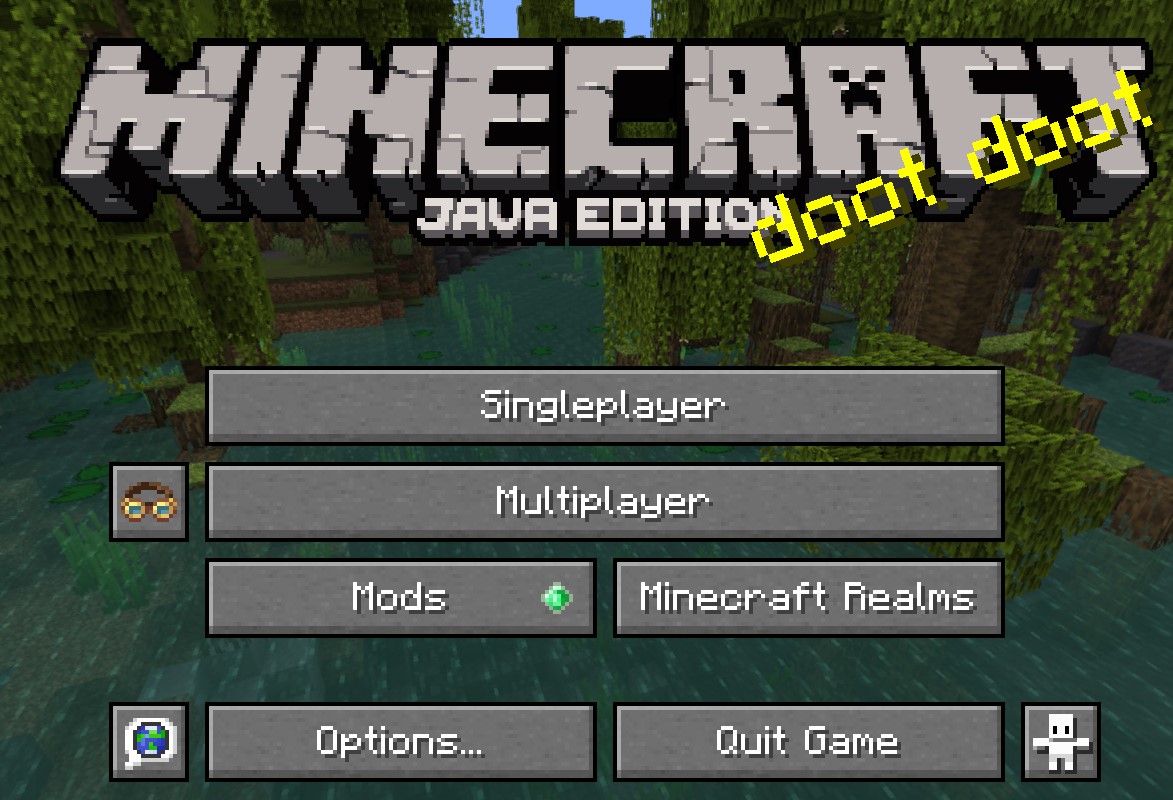 MINECRAFT
JAVA EDITION
doot doot
Singleplayer
Multiplayer
Mods
Minecraft Realms
Options...
Quit Game